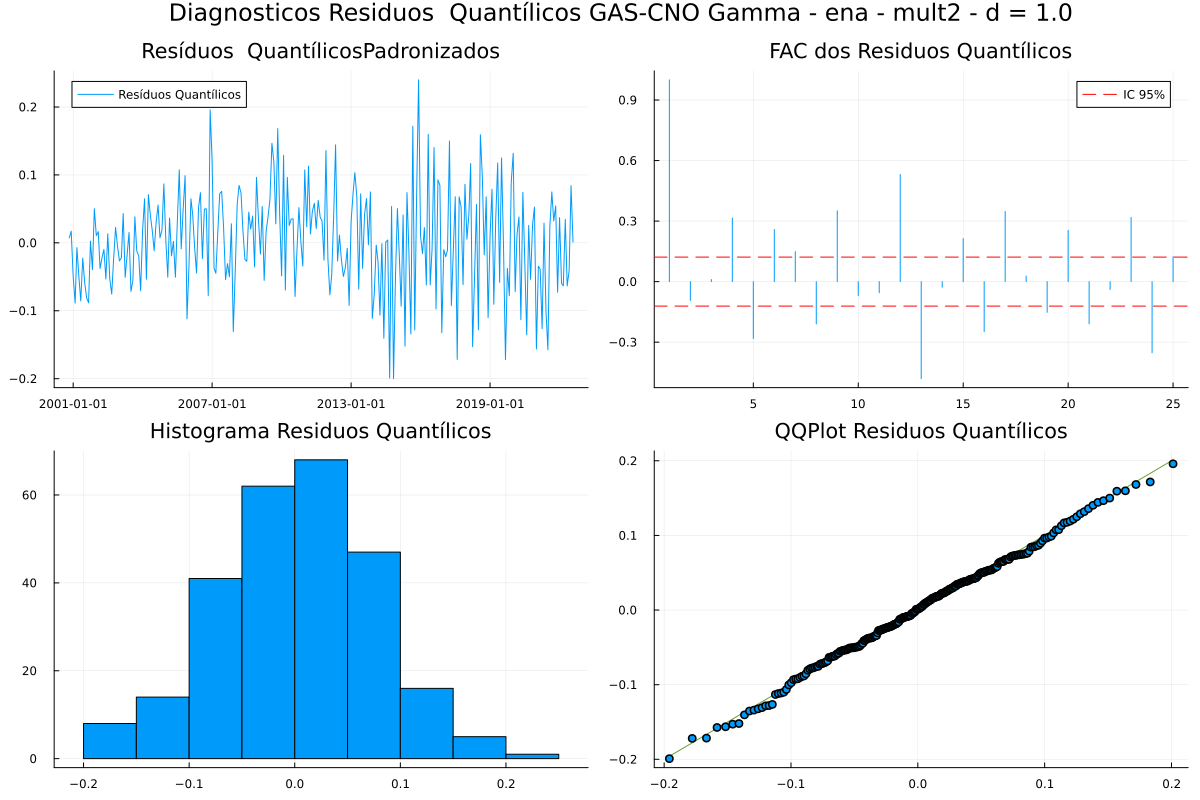 Diagnosticos Residuos  Quantílicos GAS-CNO Gamma - ena - mult2 - d = 1.0
Resíduos  QuantílicosPadronizados
Resíduos Quantílicos
0.2
0.1
0.0
−0.1
−0.2
2001-01-01 2007-01-01 2013-01-01 2019-01-01
FAC dos Residuos Quantílicos
IC 95%
0.9
0.6
0.3
0.0
−0.3
5 10 15 20 25
Histograma Residuos Quantílicos
60
40
20
0
−0.2 −0.1 0.0 0.1 0.2
QQPlot Residuos Quantílicos
0.2
0.1
0.0
−0.1
−0.2
−0.2 −0.1 0.0 0.1 0.2